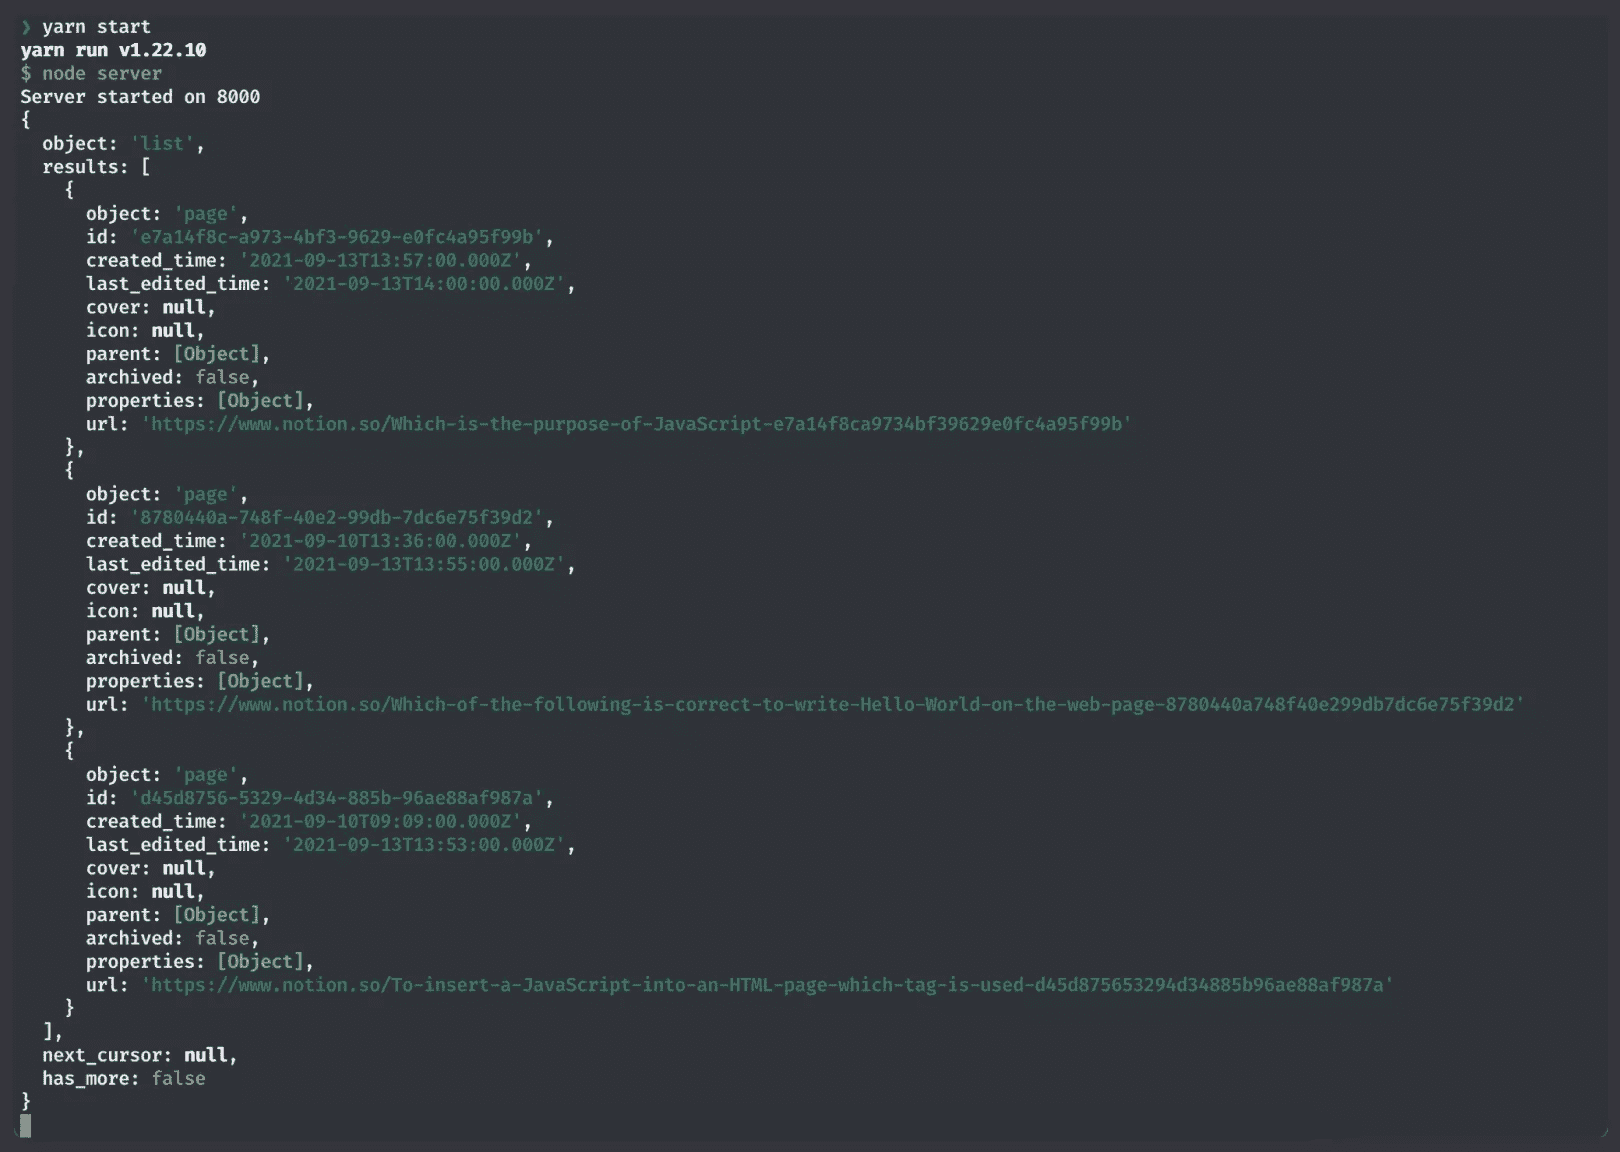 ❯ yarn start
yarn run v1.22.10
$ node server
Server started on 8000
{
  object: 'list',
  results: [
    {
      object: 'page',
      id: 'e7a14f8c-a973-4bf3-9629-e0fc4a95f99b',
      created_time: '2021-09-13T13:57:00.000Z',
      last_edited_time: '2021-09-13T14:00:00.000Z',
      cover: null,
      icon: null,
      parent: [Object],
      archived: false,
      properties: [Object],
      url: 'https://www.notion.so/Which-is-the-purpose-of-JavaScript-e7a14f8ca9734bf39629e0fc4a95f99b'
    },
    {
      object: 'page',
      id: '8780440a-748f-40e2-99db-7dc6e75f39d2',
      created_time: '2021-09-10T13:36:00.000Z',
      last_edited_time: '2021-09-13T13:55:00.000Z',
      cover: null,
      icon: null,
      parent: [Object],
      archived: false,
      properties: [Object],
      url: 'https://www.notion.so/Which-of-the-following-is-correct-to-write-Hello-World-on-the-web-page-8780440a748f40e299db7dc6e75f39d2'
    },
    {
      object: 'page',
      id: 'd45d8756-5329-4d34-885b-96ae88af987a',
      created_time: '2021-09-10T09:09:00.000Z',
      last_edited_time: '2021-09-13T13:53:00.000Z',
      cover: null,
      icon: null,
      parent: [Object],
      archived: false,
      properties: [Object],
      url: 'https://www.notion.so/To-insert-a-JavaScript-into-an-HTML-page-which-tag-is-used-d45d875653294d34885b96ae88af987a'
    }
  ],
  next_cursor: null,
  has_more: false
}